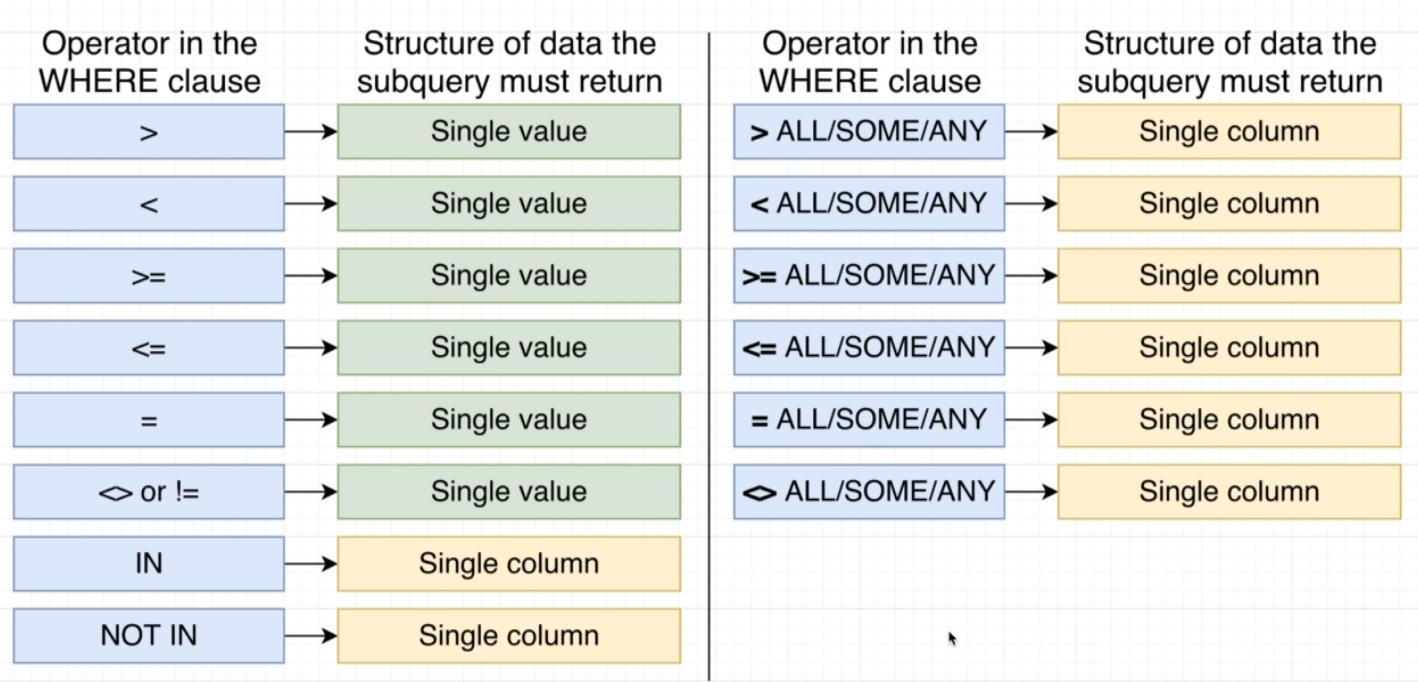 Operator in the
WHERE clause
Structure of data the
subquery must return
>
Single value
<
Single value
>=
Single value
<=
Single value
=
Single value
<> or !=
Single value
IN
Single column
NOT IN
Single column
Operator in the
WHERE clause
Structure of data the
subquery must return
> ALL/SOME/ANY
Single column
< ALL/SOME/ANY
Single column
>= ALL/SOME/ANY
Single column
<= ALL/SOME/ANY
Single column
= ALL/SOME/ANY
Single column
<> ALL/SOME/ANY
Single column